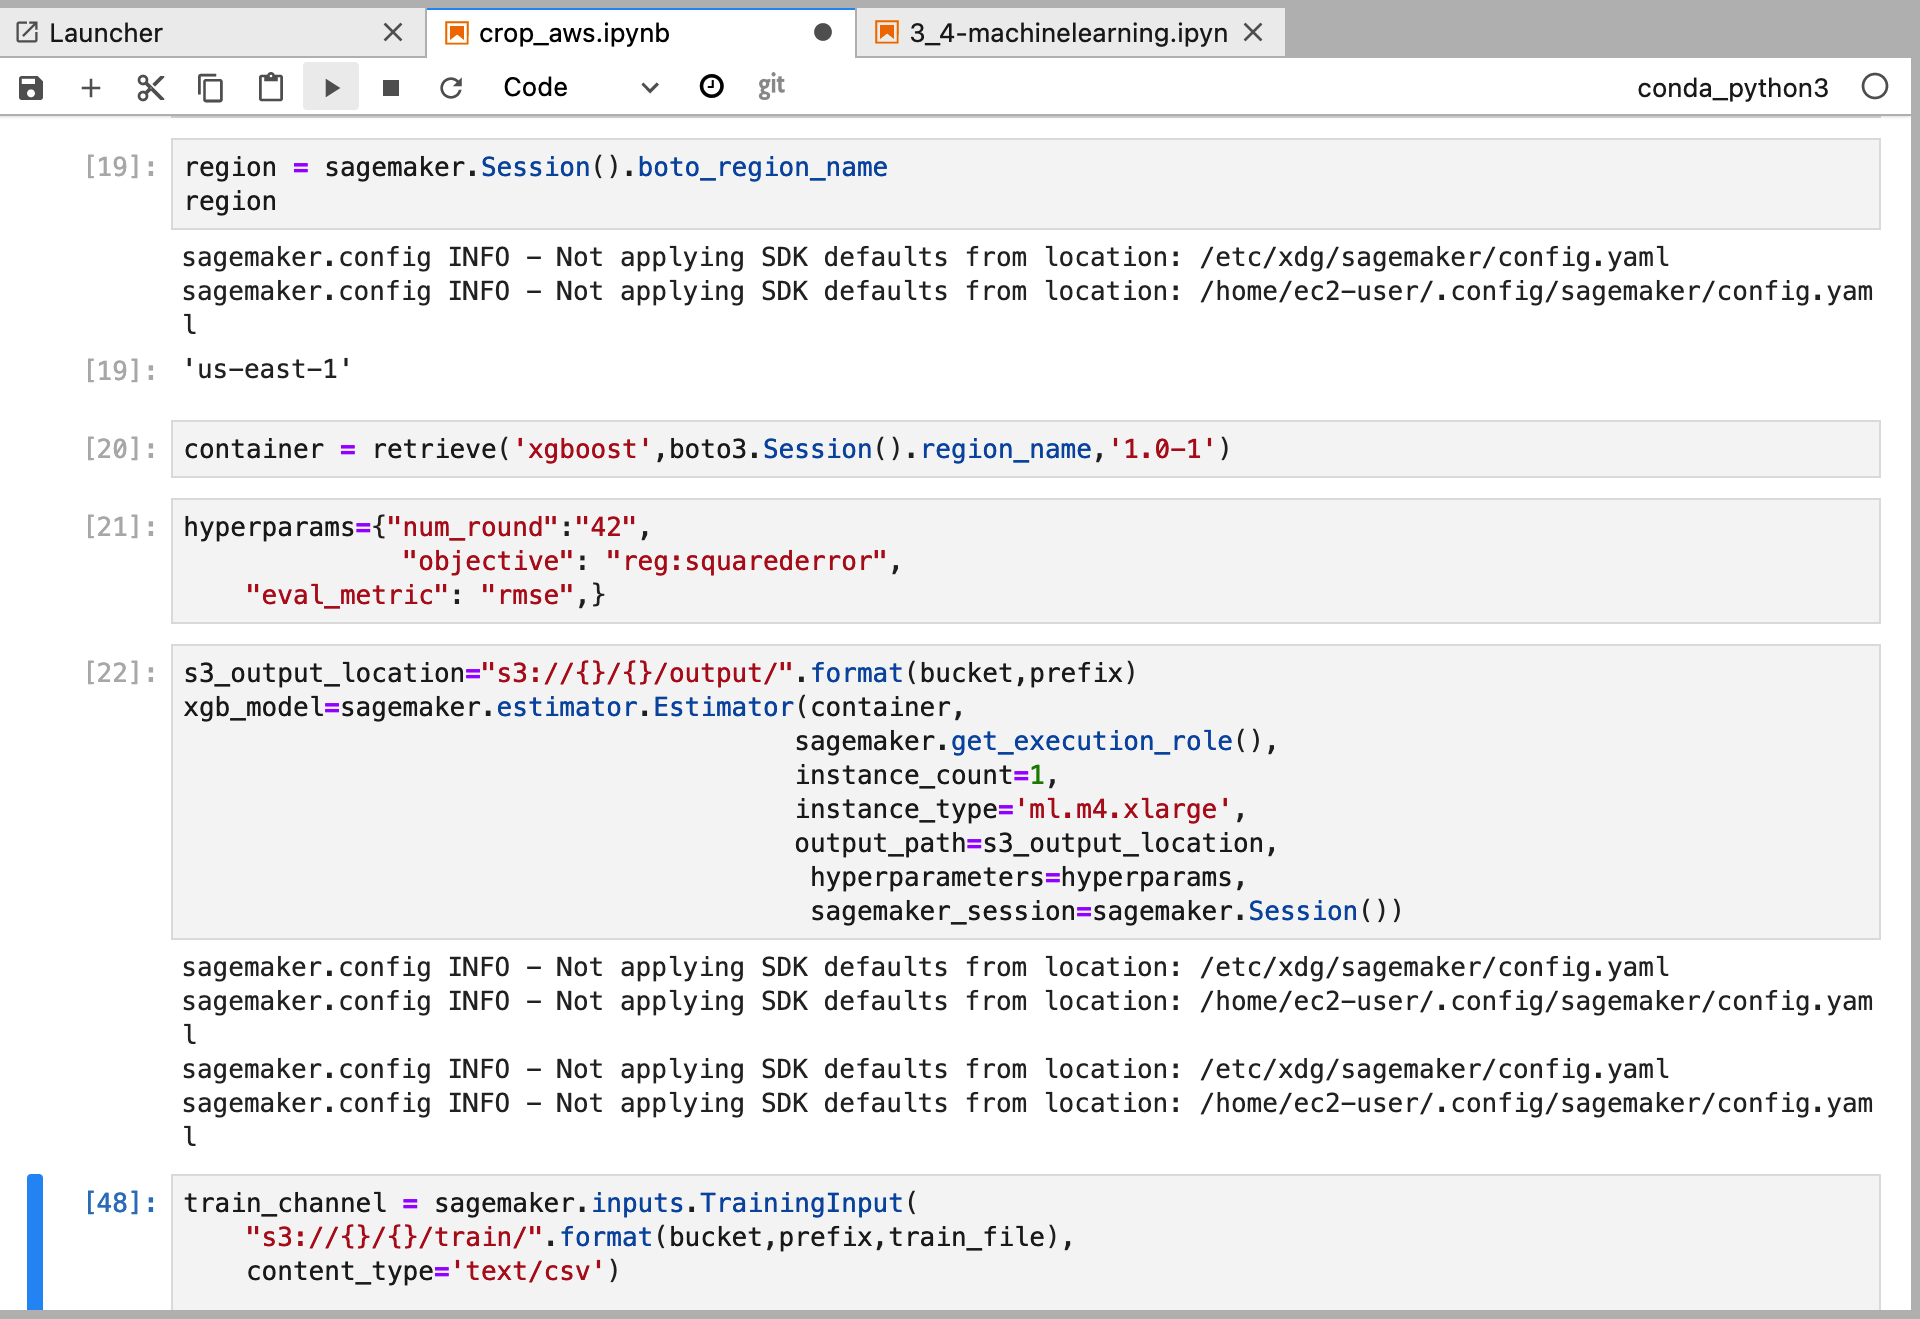 Launcher
crop_aws.ipynb
3_4-machinelearning.ipyn
Code
git
conda_python3
[19]:
region = sagemaker.Session().boto_region_name
region
sagemaker.config INFO - Not applying SDK defaults from location: /etc/xdg/sagemaker/config.yaml
sagemaker.config INFO - Not applying SDK defaults from location: /home/ec2-user/.config/sagemaker/config.yam
l
[19]:
'us-east-1'
[20]:
container = retrieve('xgboost',boto3.Session().region_name,'1.0-1')
[21]:
hyperparams={"num_round":"42",
"objective": "reg:squarederror",
"eval_metric": "rmse",}
[22]:
s3_output_location="s3://{}/{}/output/".format(bucket,prefix)
xgb_model=sagemaker.estimator.Estimator(container,
sagemaker.get_execution_role(),
instance_count=1,
instance_type='ml.m4.xlarge',
output_path=s3_output_location,
hyperparameters=hyperparams,
sagemaker_session=sagemaker.Session())
sagemaker.config INFO - Not applying SDK defaults from location: /etc/xdg/sagemaker/config.yaml
sagemaker.config INFO - Not applying SDK defaults from location: /home/ec2-user/.config/sagemaker/config.yam
l
sagemaker.config INFO - Not applying SDK defaults from location: /etc/xdg/sagemaker/config.yaml
sagemaker.config INFO - Not applying SDK defaults from location: /home/ec2-user/.config/sagemaker/config.yam
l
[48]:
train_channel = sagemaker.inputs.TrainingInput(
"s3://{}/{}/train/".format(bucket,prefix,train_file),
content_type='text/csv')